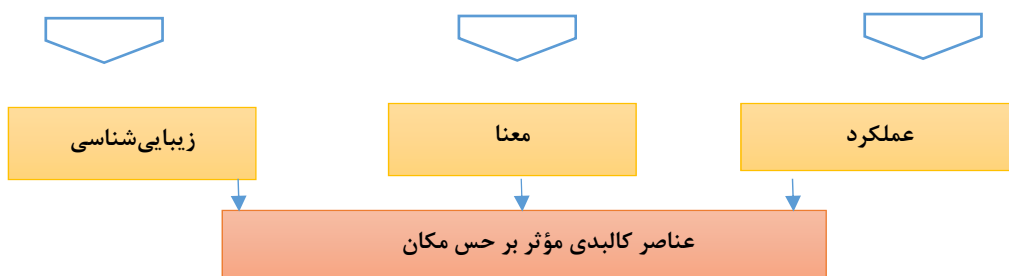 عملکرد
معنا
زیبایی‌شناسی
عناصر کالبدی مؤثر بر حس مکان